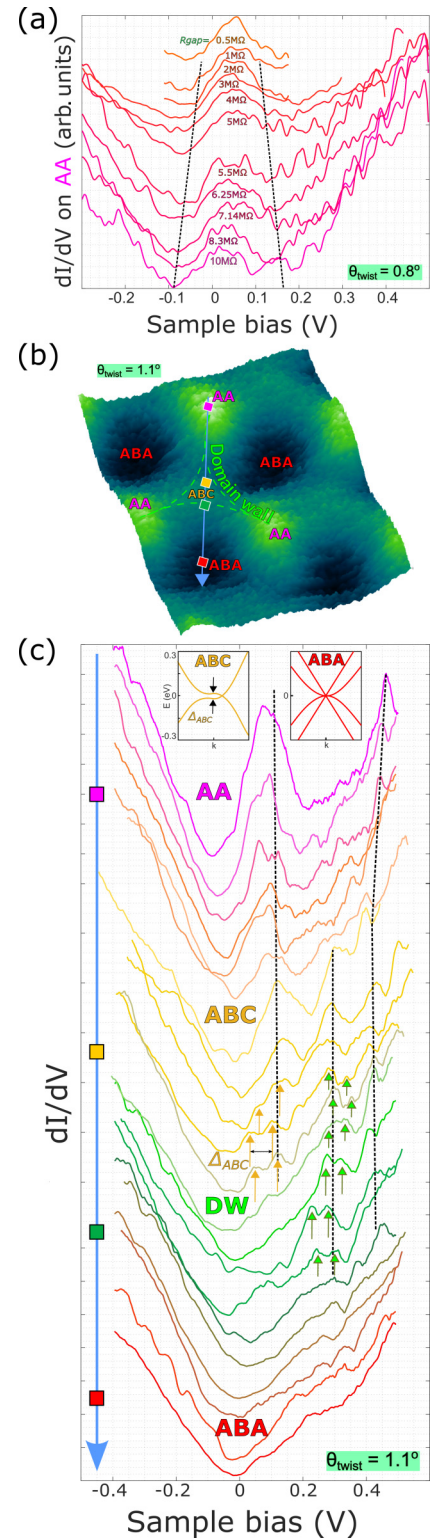 (a)
dI/dV on AA (arb. units)
Rgap= 0.5MΩ
1MΩ
2MΩ
3MΩ
4MΩ
5MΩ
5.5MΩ
6.25MΩ
7.14MΩ
8.3MΩ
10MΩ
θtwist = 0.8º
-0.2 -0.1 0 0.1 0.2 0.3 0.4 0.5
Sample bias (V)
(b)
θtwist = 1.1º
AA
ABA
ABA
Domain wall
ABC
AA
AA
ABA
(c)
ABC
ABA
0.3
0
-0.3
E (eV)
ΔABC
k
0
k
AA
ABC
dI/dV
ΔABC
DW
ABA
θtwist = 1.1º
-0.4 -0.2 0 0.2 0.4
Sample bias (V)